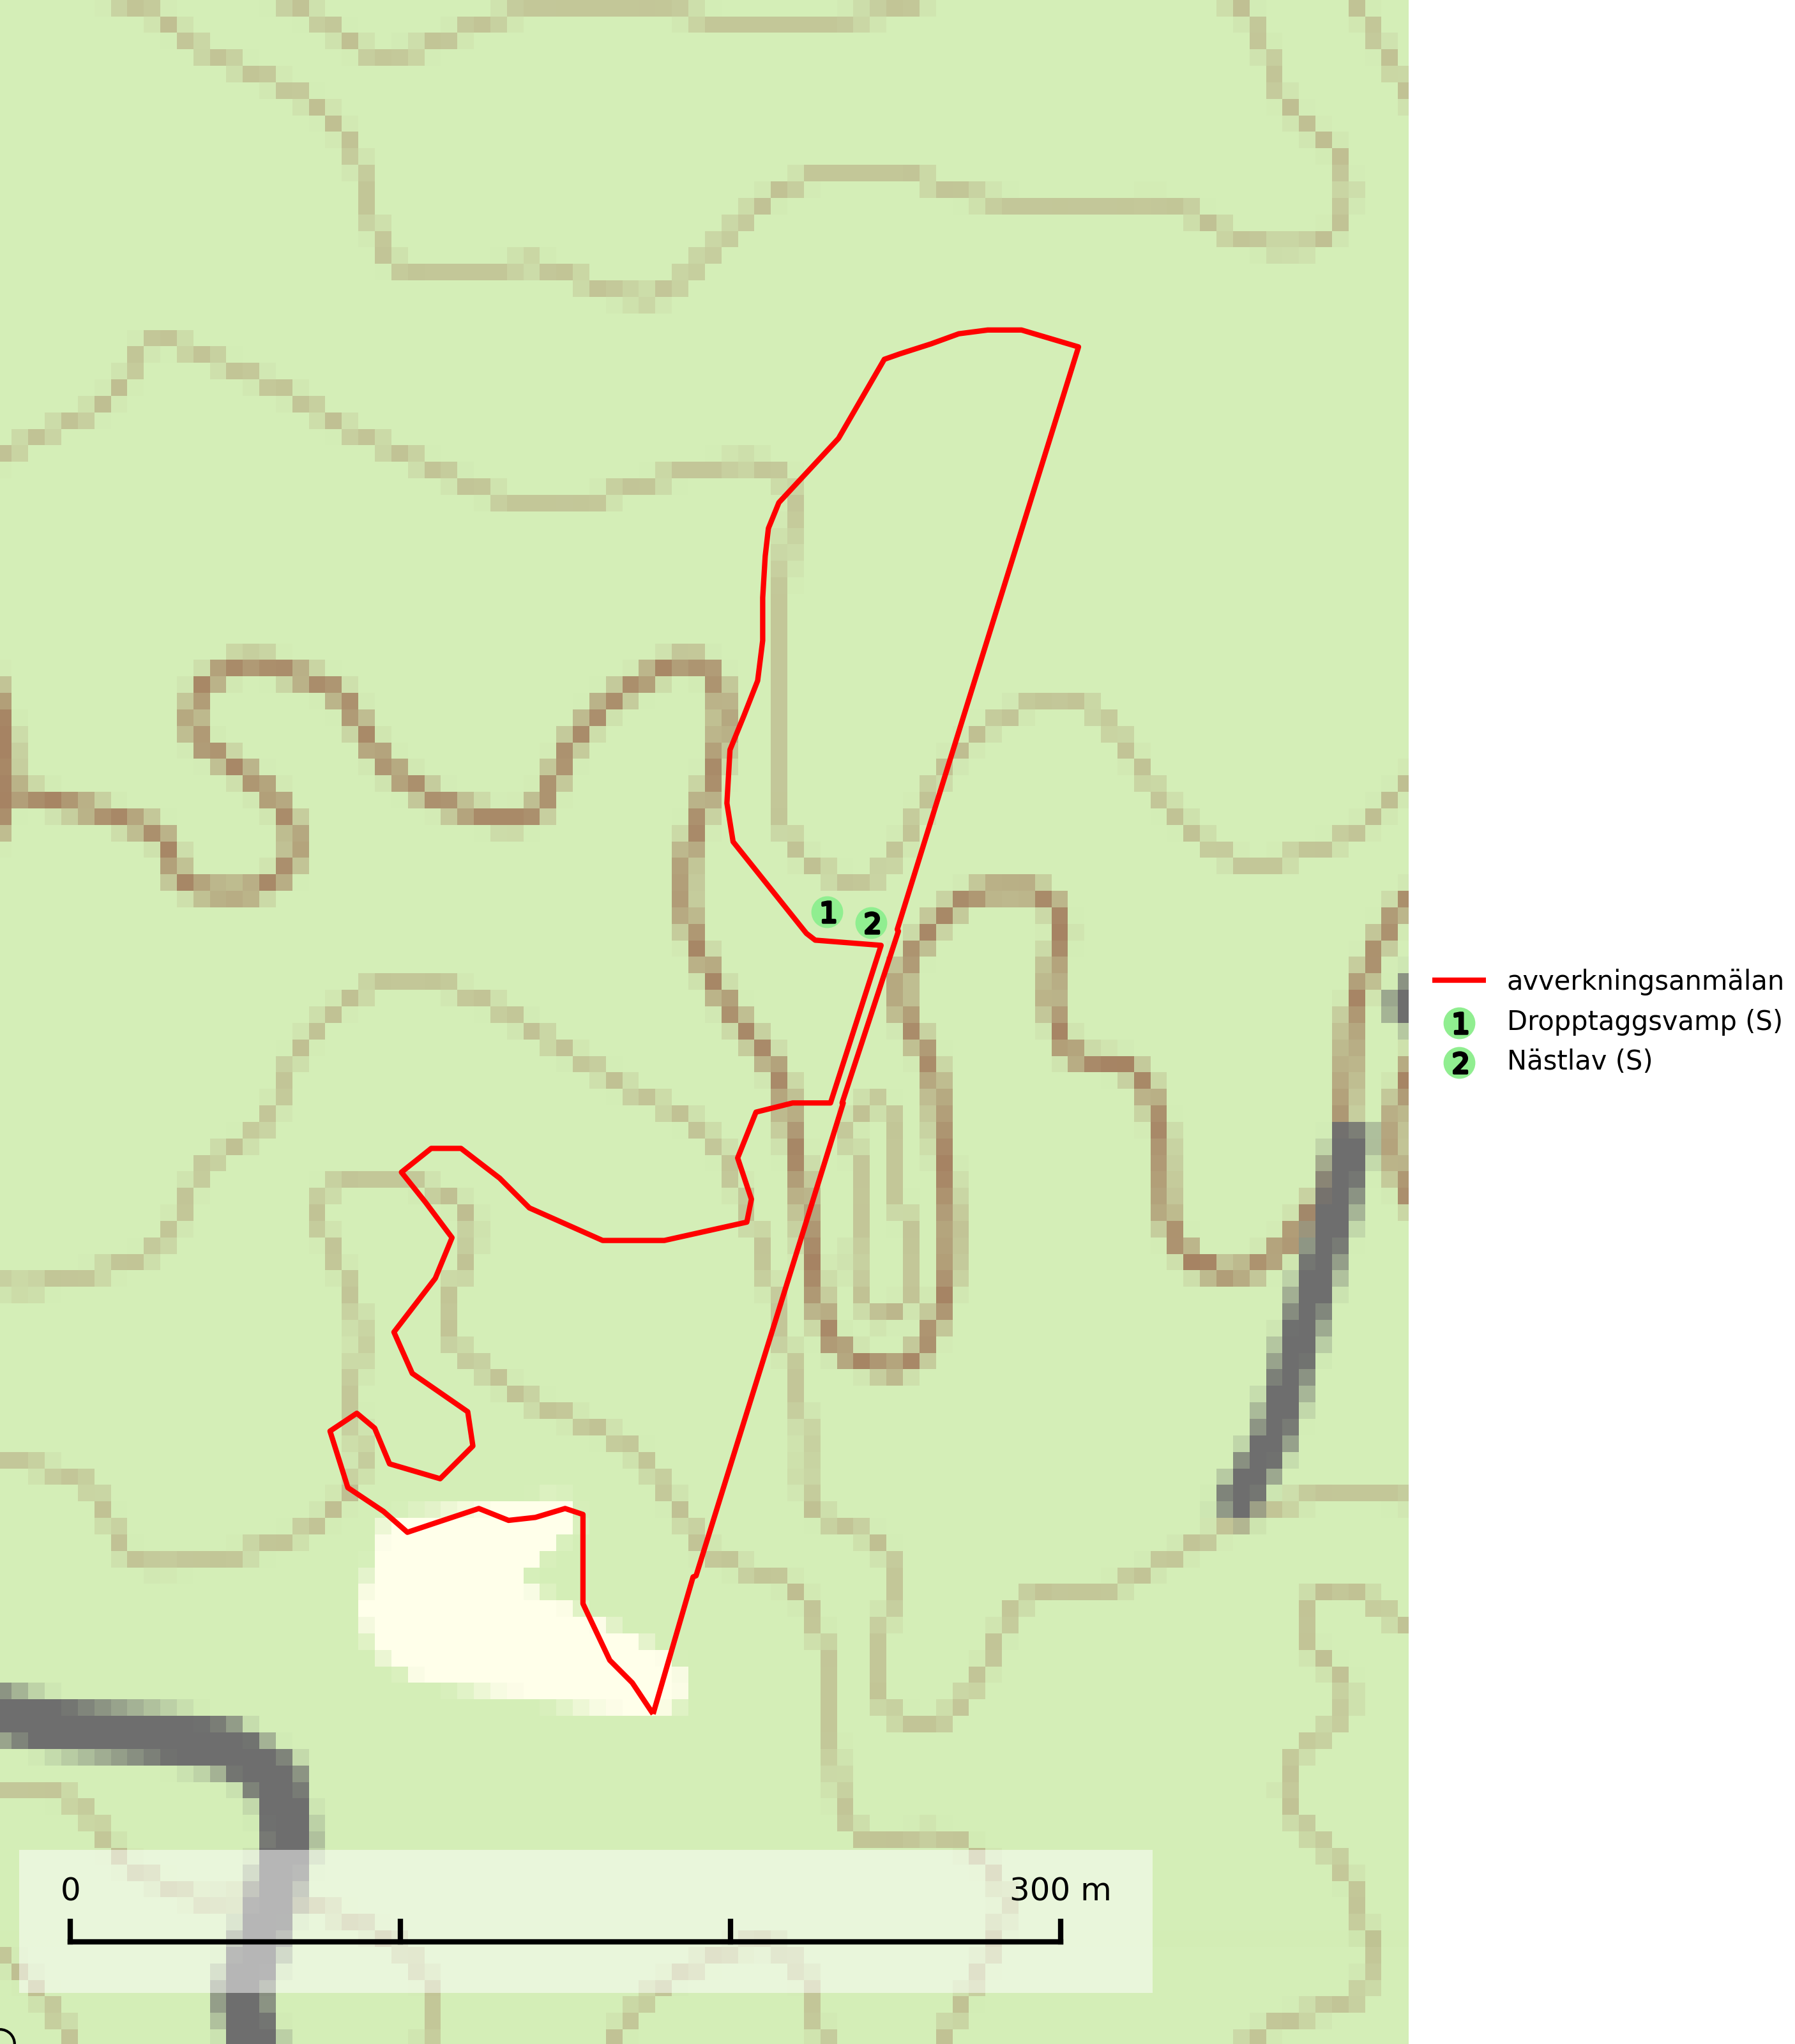 1
2
avverkningsanmälan
1 Dropptaggsvamp (S)
2 Nästlav (S)
0 300 m